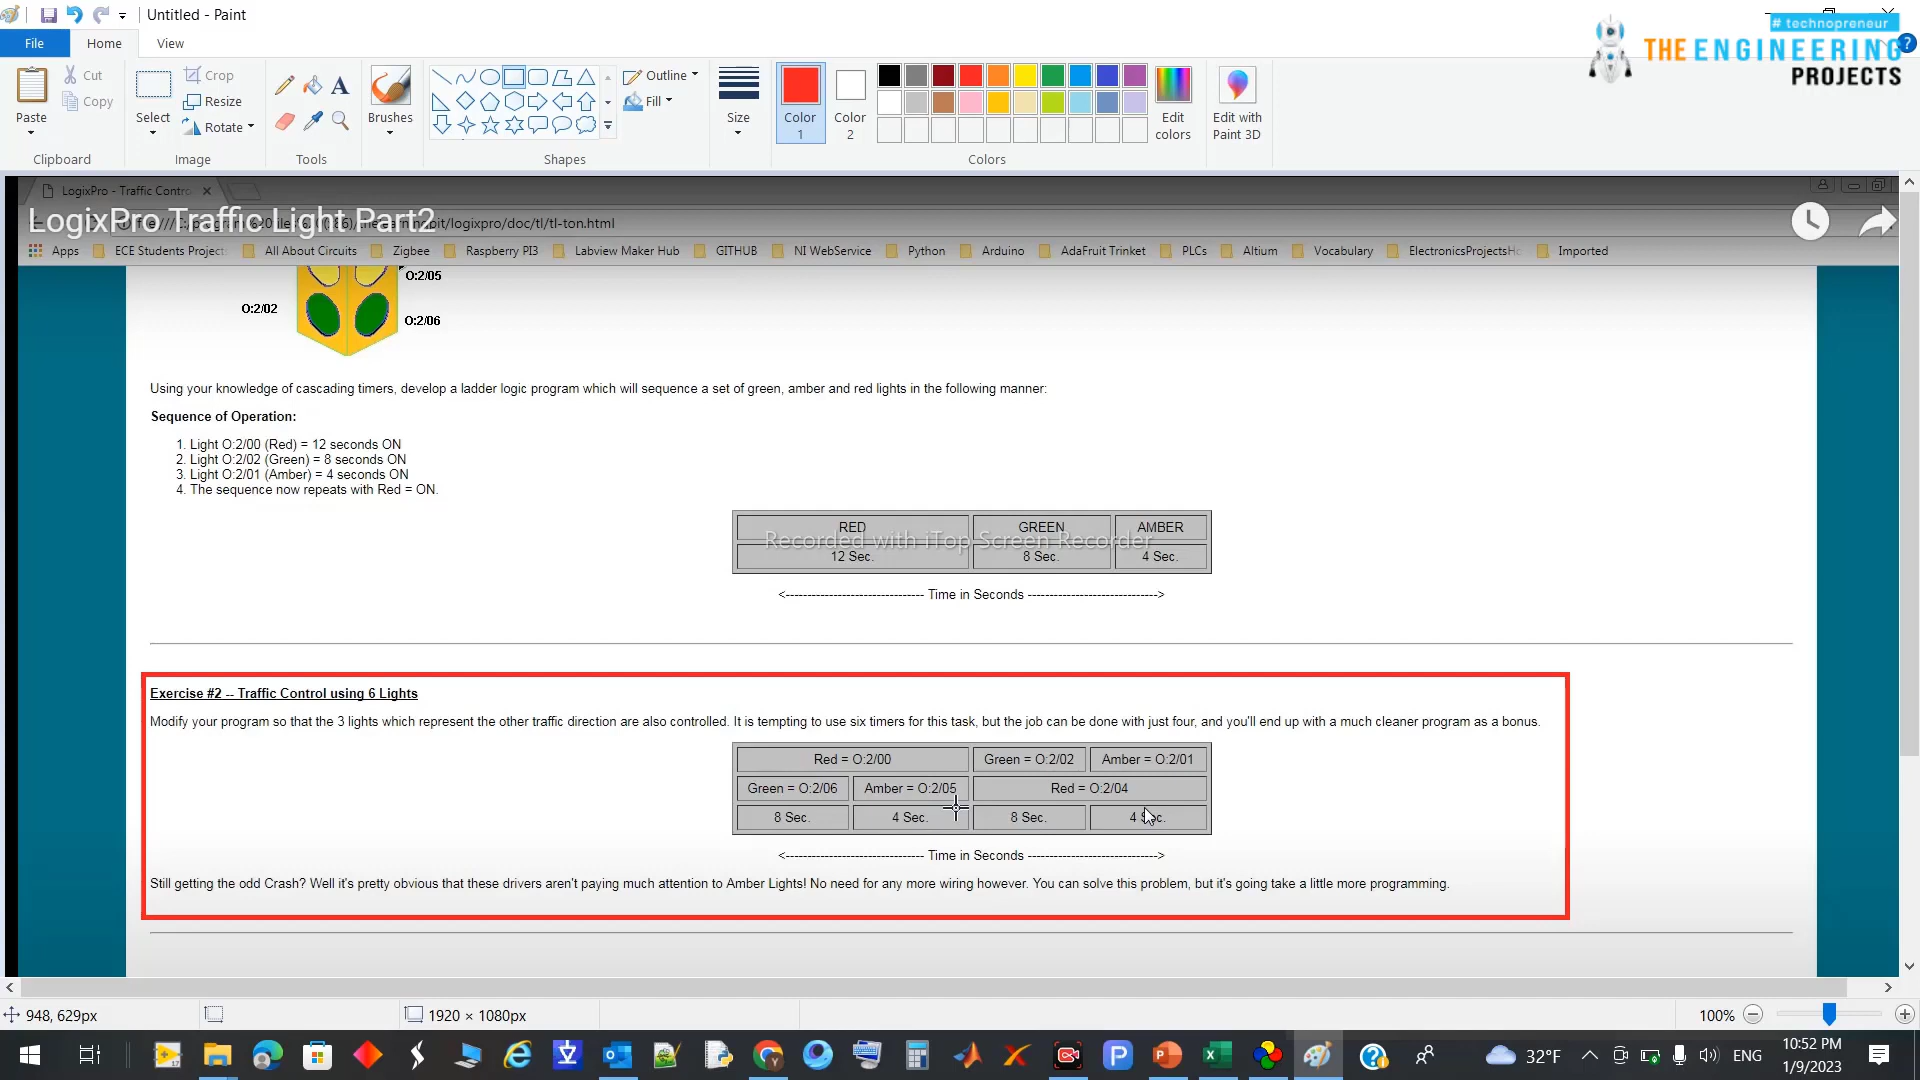 Untitled - Paint
# technopreneur
THE ENGINEERING
PROJECTS
File Home View
Cut
Copy
Paste
Clipboard
Select
Crop
Resize
Rotate
Image
Tools
Brushes
Shapes
Outline
Fill
Size
Color 1
Color 2
Colors
Edit colors
Edit with Paint 3D
LogixPro - Traffic Contro
LogixPro Traffic Light Part2
/logixpro/doc/tl/tl-ton.html
Apps ECE Students Project All About Circuits Zigbee Raspberry PI3 Labview Maker Hub GITHUB NI WebService Python Arduino AdaFruit Trinket PLCs Altium Vocabulary ElectronicsProjectsHo Imported
O:2/05
O:2/02
O:2/06
Using your knowledge of cascading timers, develop a ladder logic program which will sequence a set of green, amber and red lights in the following manner:
Sequence of Operation:
1. Light O:2/00 (Red) = 12 seconds ON
2. Light O:2/02 (Green) = 8 seconds ON
3. Light O:2/01 (Amber) = 4 seconds ON
4. The sequence now repeats with Red = ON.
RED GREEN AMBER
Recorded with iTop Screen Recorder
12 Sec. 8 Sec. 4 Sec.
<------------------------------- Time in Seconds ----------------------------->
Exercise #2 -- Traffic Control using 6 Lights
Modify your program so that the 3 lights which represent the other traffic direction are also controlled. It is tempting to use six timers for this task, but the job can be done with just four, and you'll end up with a much cleaner program as a bonus.
Red = O:2/00 Green = O:2/02 Amber = O:2/01
Green = O:2/06 Amber = O:2/05 Red = O:2/04
8 Sec. 4 Sec. 8 Sec. 4 Sec.
<------------------------------- Time in Seconds ----------------------------->
Still getting the odd Crash? Well it's pretty obvious that these drivers aren't paying much attention to Amber Lights! No need for any more wiring however. You can solve this problem, but it's going take a little more programming.
948, 629px
1920 × 1080px
100%
32°F
ENG
10:52 PM
1/9/2023